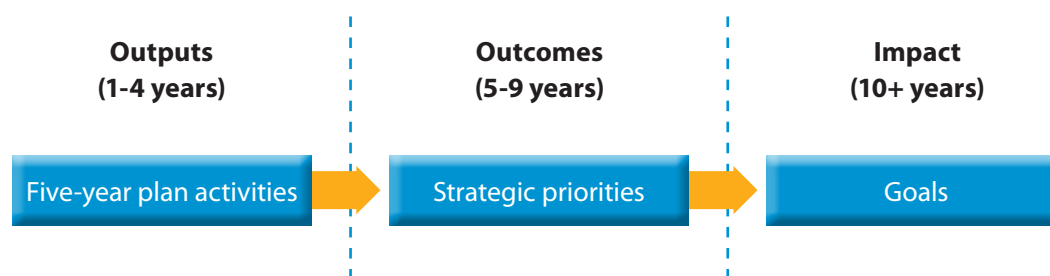 Outputs
(1-4 years)
Outcomes
(5-9 years)
Impact
(10+ years)
Five-year plan activities
Strategic priorities
Goals